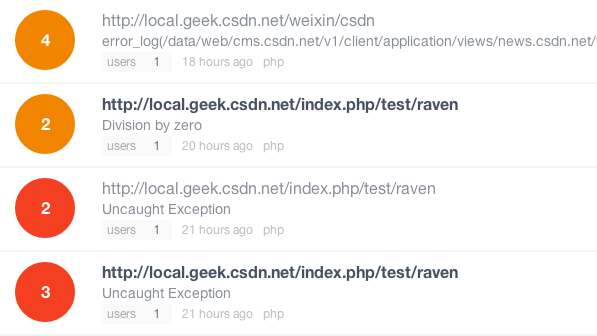 4
http://local.geek.csdn.net/weixin/csdn
error_log(/data/web/cms.csdn.net/v1/client/application/views/news.csdn.net/
users 1 18 hours ago php
2
http://local.geek.csdn.net/index.php/test/raven
Division by zero
users 1 20 hours ago php
2
http://local.geek.csdn.net/index.php/test/raven
Uncaught Exception
users 1 21 hours ago php
3
http://local.geek.csdn.net/index.php/test/raven
Uncaught Exception
users 1 21 hours ago php